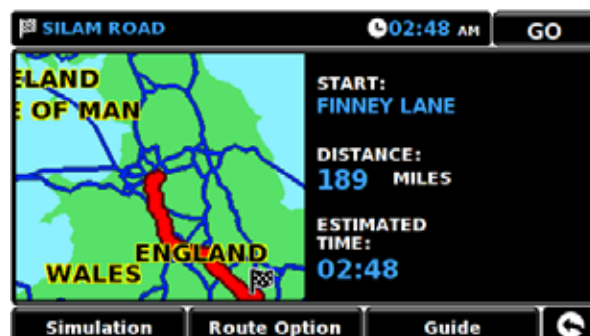 SILAM ROAD
02:48 AM
GO
ELAND
E OF MAN
ENGLAND
WALES
START:
FINNEY LANE
DISTANCE:
189 MILES
ESTIMATED
TIME:
02:48
Simulation
Route Option
Guide